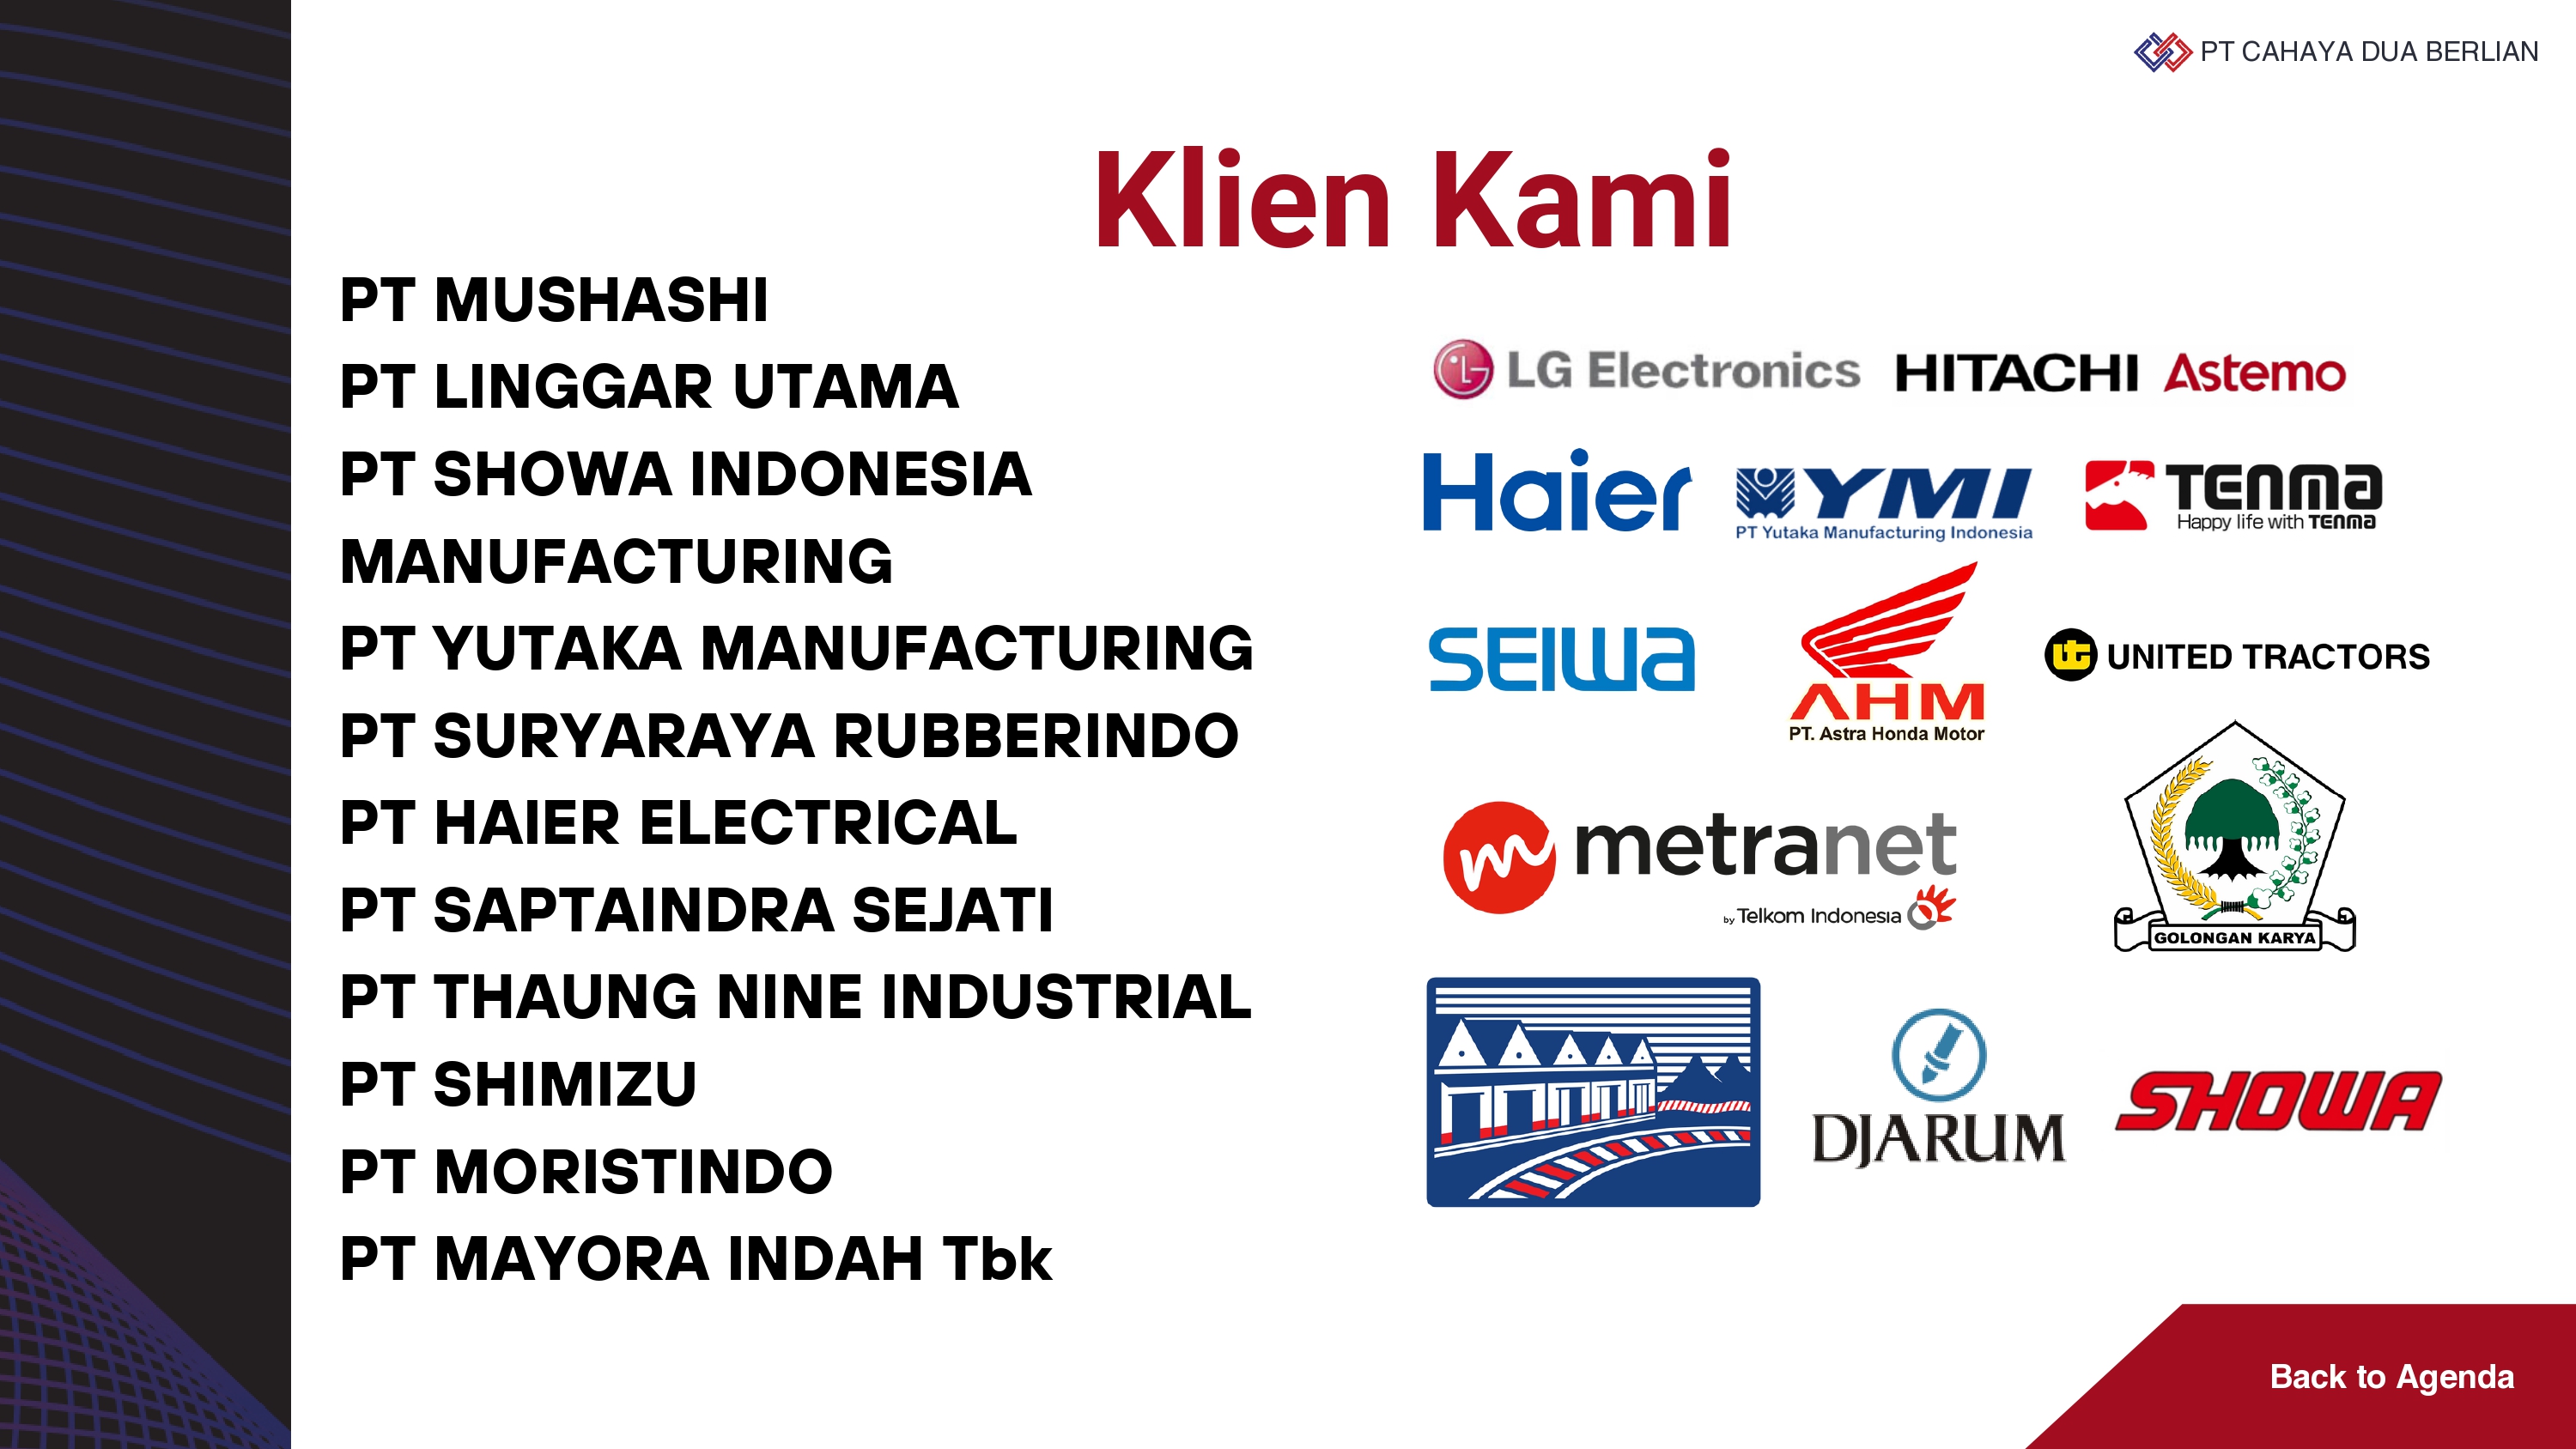 PT CAHAYA DUA BERLIAN
Klien Kami
PT MUSHASHI
PT LINGGAR UTAMA
PT SHOWA INDONESIA
MANUFACTURING
PT YUTAKA MANUFACTURING
PT SURYARAYA RUBBERINDO
PT HAIER ELECTRICAL
PT SAPTAINDRA SEJATI
PT THAUNG NINE INDUSTRIAL
PT SHIMIZU
PT MORISTINDO
PT MAYORA INDAH Tbk
LG Electronics
HITACHI Astemo
Haier
YMI
PT Yutaka Manufacturing Indonesia
TENMA
Happy life with TENMA
SEIWA
AHM
PT. Astra Honda Motor
UT UNITED TRACTORS
metranet
by Telkom Indonesia
GOLONGAN KARYA
DJARUM
SHOWA
Back to Agenda